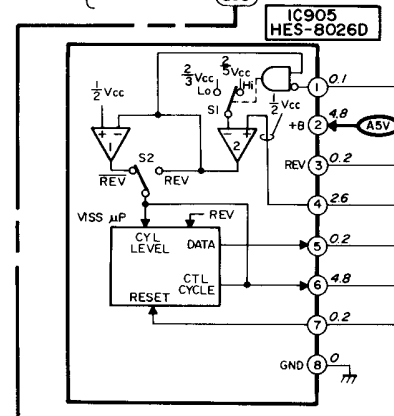 IC905
HES-8026D
2/3 Vcc
2/5 Vcc
Lo
Hi
1/2 Vcc
S1
1/2 Vcc
1
2
1 0.1
+B 2 4.8
A5V
REV 3 0.2
4 2.6
S2
REV
REV
VISS μP
REV
CYL
LEVEL
DATA
5 0.2
CTL
CYCLE
6 4.8
RESET
7 0.2
GND 8 0